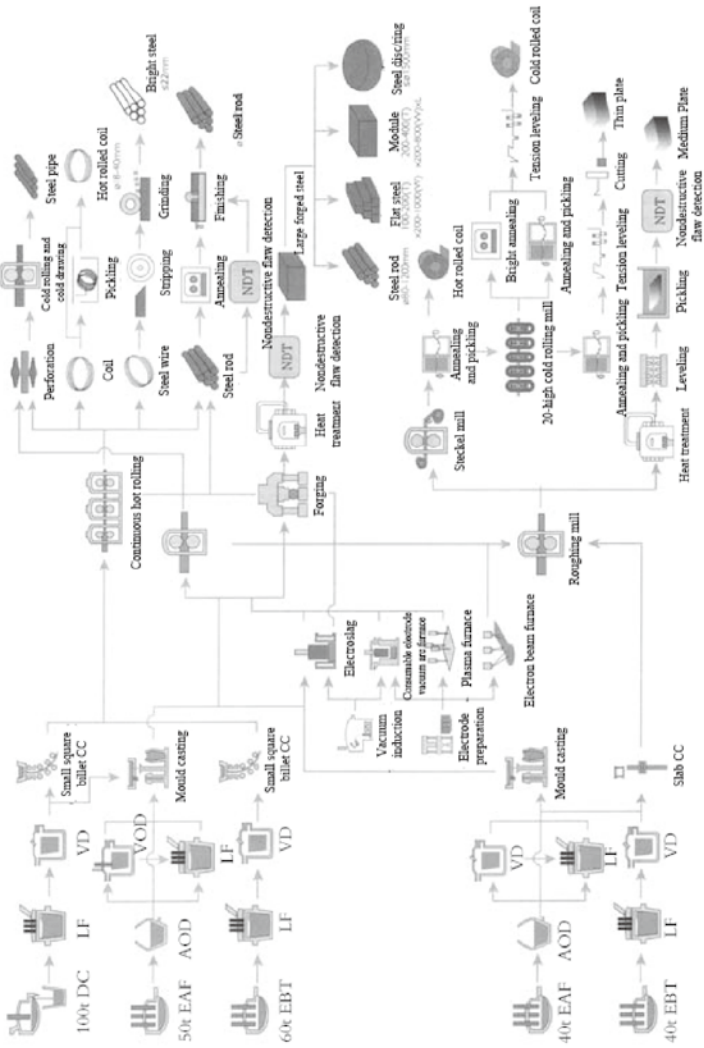 100t DC
LF
VD
Small square
billet CC
50t EAF
AOD
VOD
LF
Mould casting
60t EBT
LF
VD
Small square
billet CC
40t EAF
AOD
VD
LF
Mould casting
40t EBT
LF
VD
Slab CC
Vacuum
induction
Electrode
preparation
Electroslag
Consumable electrode
vacuum arc furnace
Plasma furnace
Electron beam furnace
Continuous hot rolling
Forging
Roughing mill
Perforation
Cold rolling and
cold drawing
Steel pipe
Coil
Pickling
Hot rolled coil
Steel wire
Stripping
Grinding
Bright steel
≤22mm
Steel rod
Annealing
Finishing
Steel rod
NDT
Nondestructive flaw detection
Heat
treatment
NDT
Nondestructive
flaw detection
Large forged steel
Steel rod
Flat steel
Module
Steel disc/ring
Steckel mill
Annealing
and pickling
Hot rolled coil
20-high cold rolling mill
Bright annealing
Annealing and pickling
Tension leveling
Cold rolled coil
Annealing and pickling
Tension leveling
Cutting
Thin plate
Heat treatment
Leveling
Pickling
NDT
Nondestructive
flaw detection
Medium Plate